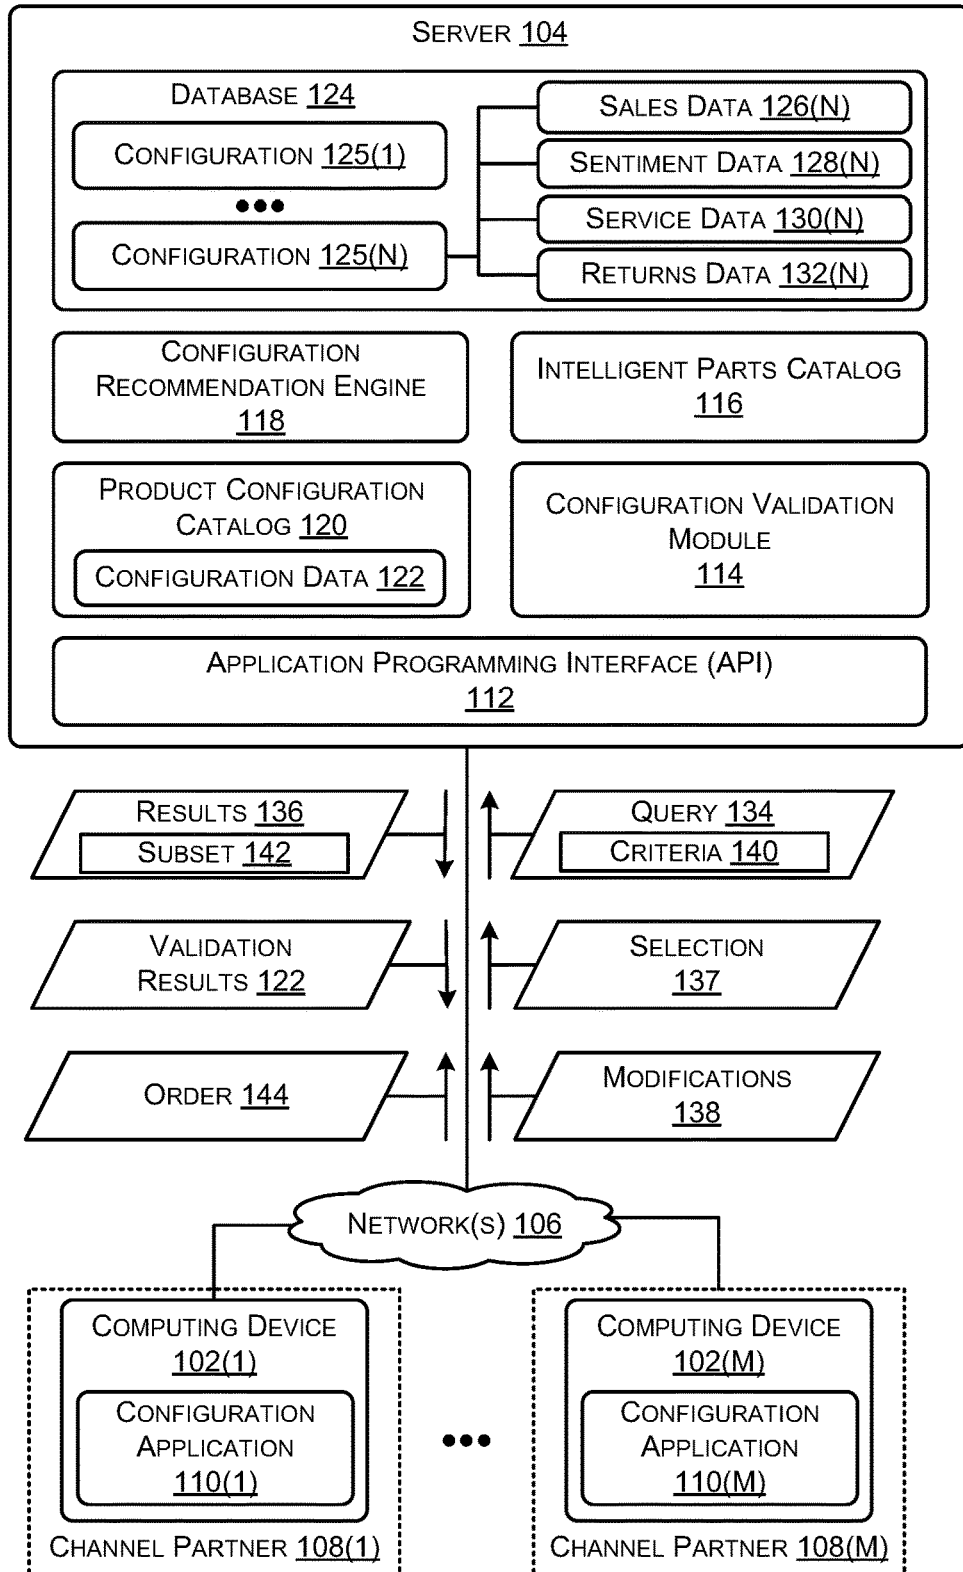 SERVER 104
DATABASE 124
CONFIGURATION 125(1)
•••
CONFIGURATION 125(N)
SALES DATA 126(N)
SENTIMENT DATA 128(N)
SERVICE DATA 130(N)
RETURNS DATA 132(N)
CONFIGURATION
RECOMMENDATION ENGINE
118
INTELLIGENT PARTS CATALOG
116
PRODUCT CONFIGURATION
CATALOG 120
CONFIGURATION DATA 122
CONFIGURATION VALIDATION
MODULE
114
APPLICATION PROGRAMMING INTERFACE (API)
112
RESULTS 136
SUBSET 142
QUERY 134
CRITERIA 140
VALIDATION
RESULTS 122
SELECTION
137
ORDER 144
MODIFICATIONS
138
NETWORK(S) 106
COMPUTING DEVICE
102(1)
CONFIGURATION
APPLICATION
110(1)
CHANNEL PARTNER 108(1)
•••
COMPUTING DEVICE
102(M)
CONFIGURATION
APPLICATION
110(M)
CHANNEL PARTNER 108(M)